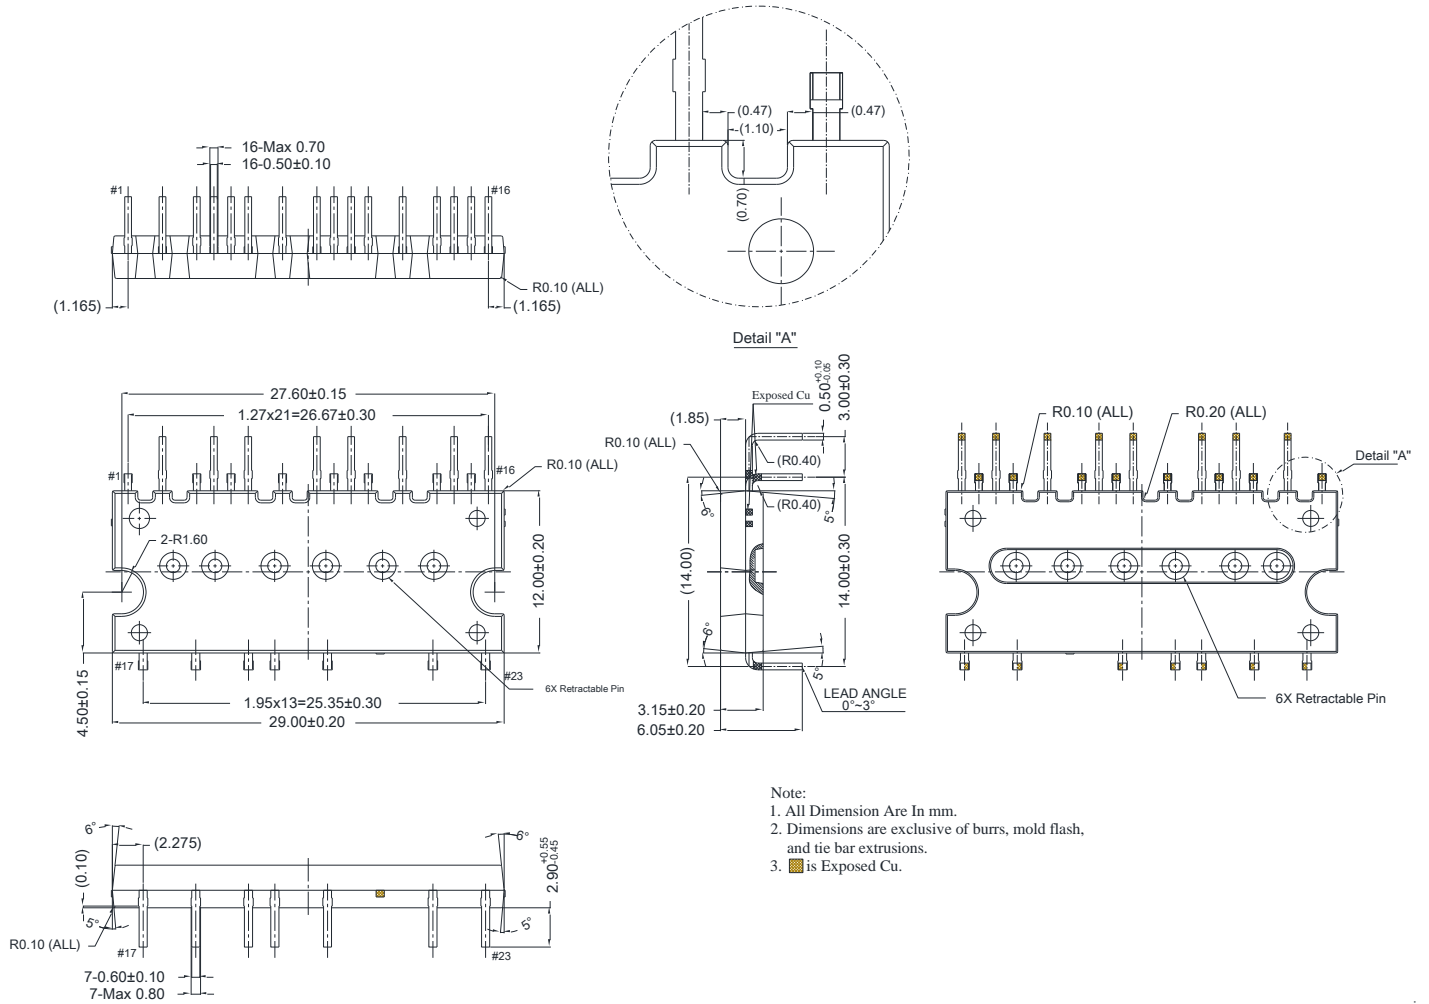 (0.47)
(0.47)
(1.10)
(0.70)
Detail "A"
16-Max 0.70
16-0.50±0.10
#1
#16
R0.10 (ALL)
(1.165)
(1.165)
27.60±0.15
1.27x21=26.67±0.30
#1
#16
R0.10 (ALL)
2-R1.60
12.00±0.20
4.50±0.15
#17
#23
6X Retractable Pin
1.95x13=25.35±0.30
29.00±0.20
Exposed Cu
0.50+0.10
-0.05
3.00±0.30
(1.85)
R0.10 (ALL)
(R0.40)
(R0.40)
6°
5°
(14.00)
14.00±0.30
6°
5°
LEAD ANGLE
0°~3°
3.15±0.20
6.05±0.20
R0.10 (ALL)
R0.20 (ALL)
Detail "A"
6X Retractable Pin
6°
(2.275)
6°
(0.10)
2.90+0.55
-0.45
5°
5°
R0.10 (ALL)
#17
#23
7-0.60±0.10
7-Max 0.80
Note:
1. All Dimension Are In mm.
2. Dimensions are exclusive of burrs, mold flash,
and tie bar extrusions.
3. is Exposed Cu.